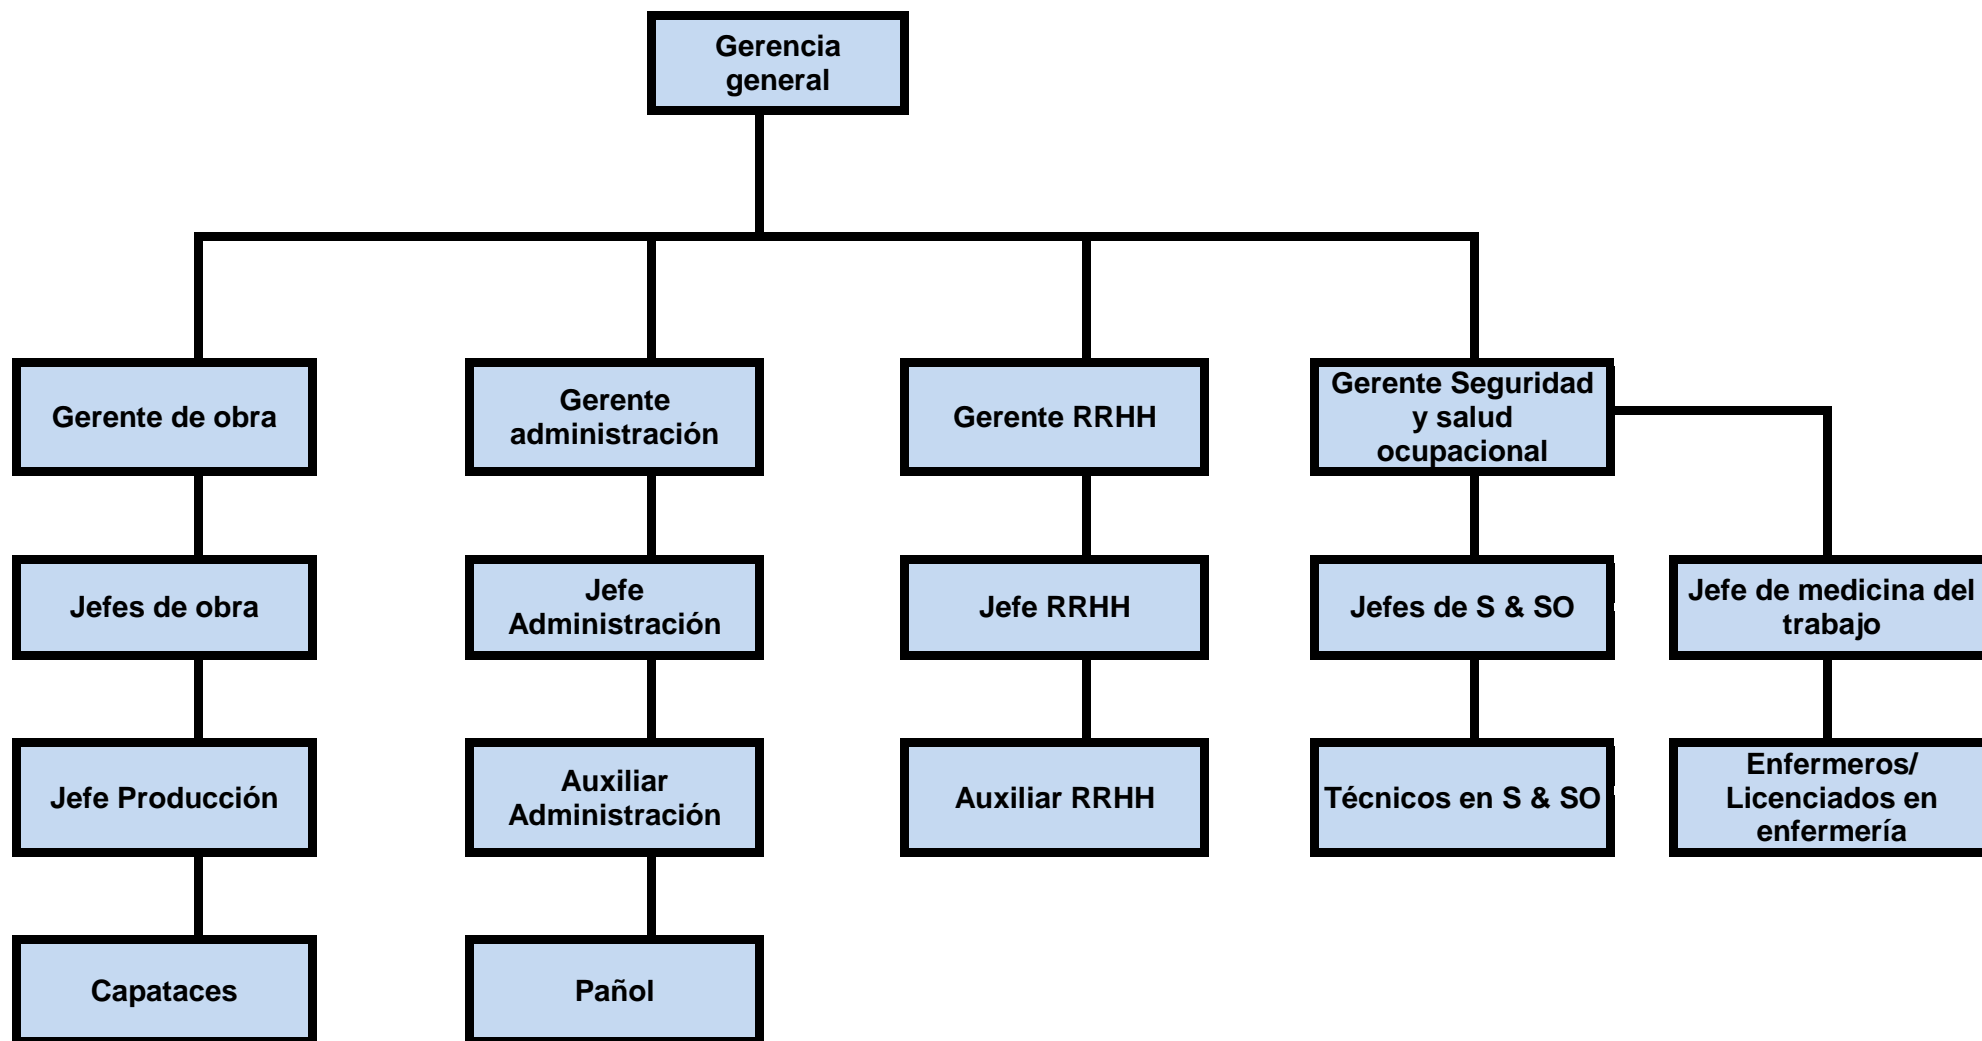 Gerencia
general
Gerente de obra
Gerente
administración
Gerente RRHH
Gerente Seguridad
y salud
ocupacional
Jefes de obra
Jefe
Administración
Jefe RRHH
Jefes de S & SO
Jefe de medicina del
trabajo
Jefe Producción
Auxiliar
Administración
Auxiliar RRHH
Técnicos en S & SO
Enfermeros/
Licenciados en
enfermería
Capataces
Pañol